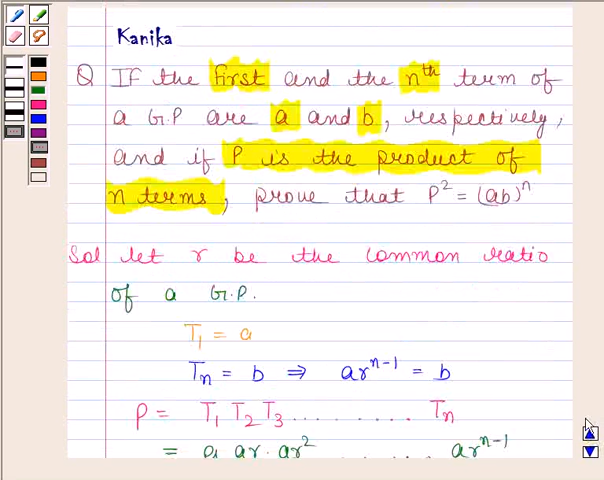 Kanika
Q If the first and the nth term of
a G.P are a and b, respectively,
and if P is the product of
n terms, prove that P² = (ab)ⁿ
Sol let r be the common ratio
of a G.P.
T₁ = a
Tₙ = b ⇒ arⁿ⁻¹ = b
P = T₁ T₂ T₃ . . . . . . . . . . Tₙ
= a ar . ar² . . . . . . . . . arⁿ⁻¹